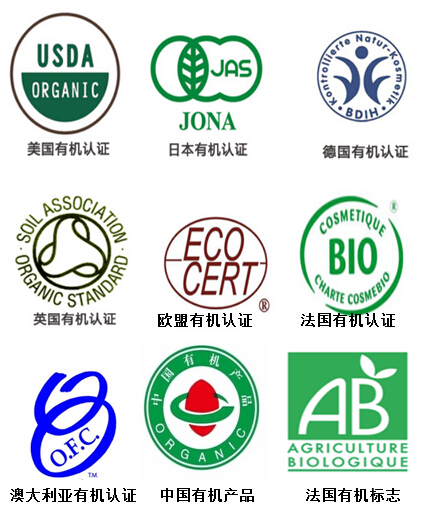 USDA
ORGANIC
美国有机认证
JAS
JONA
日本有机认证
Kontrollierte Natur-Kosmetik
BDIH
德国有机认证
SOIL ASSOCIATION
ORGANIC STANDARD
英国有机认证
ECO
CERT
®
欧盟有机认证
COSMETIQUE
®
BIO
CHARTE COSMEBIO
法国有机认证
O.F.C.
TM
澳大利亚有机认证
中国有机产品
ORGANIC
中国有机产品
AB
AGRICULTURE
BIOLOGIQUE
法国有机标志